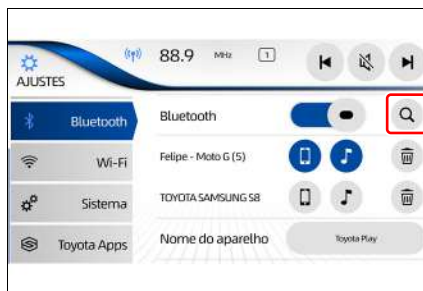 88.9 MHz 1
AJUSTES
Bluetooth
Bluetooth
Wi-Fi
Felipe - Moto G (5)
Sistema
TOYOTA SAMSUNG S8
Toyota Apps
Nome do aparelho
Toyota Play